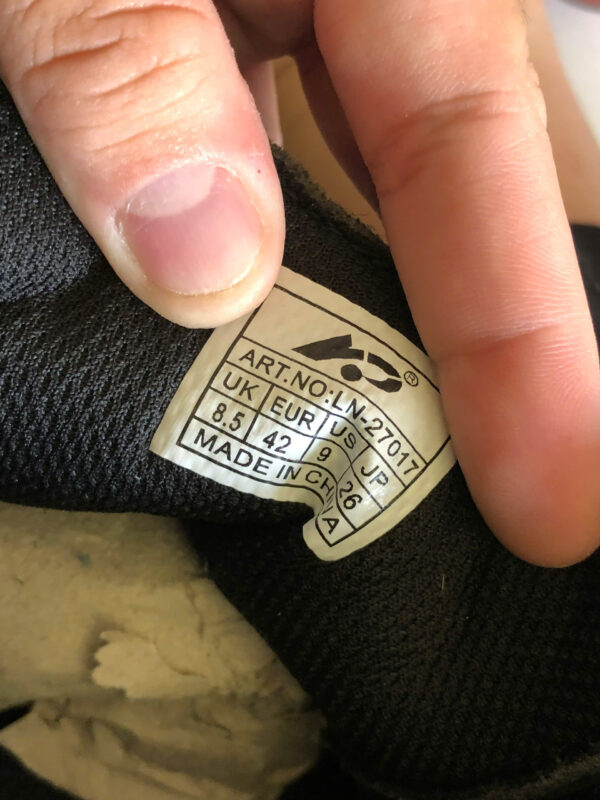 ®
ART.NO:LN-27017
UK EUR US JP
8.5 42 9 26
MADE IN CHINA